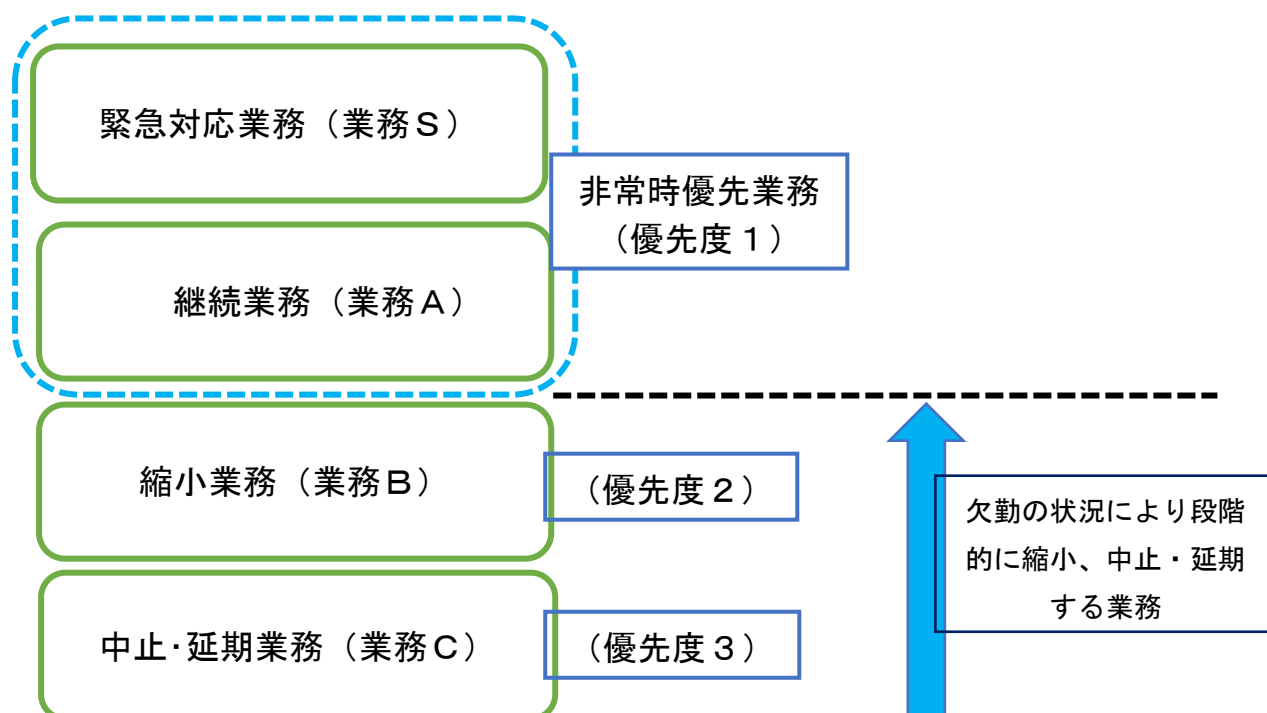 緊急対応業務（業務Ｓ）
非常時優先業務
（優先度１）
継続業務（業務Ａ）
縮小業務（業務Ｂ）
（優先度２）
欠勤の状況により段階
的に縮小、中止・延期
する業務
中止･延期業務（業務Ｃ）
（優先度３）